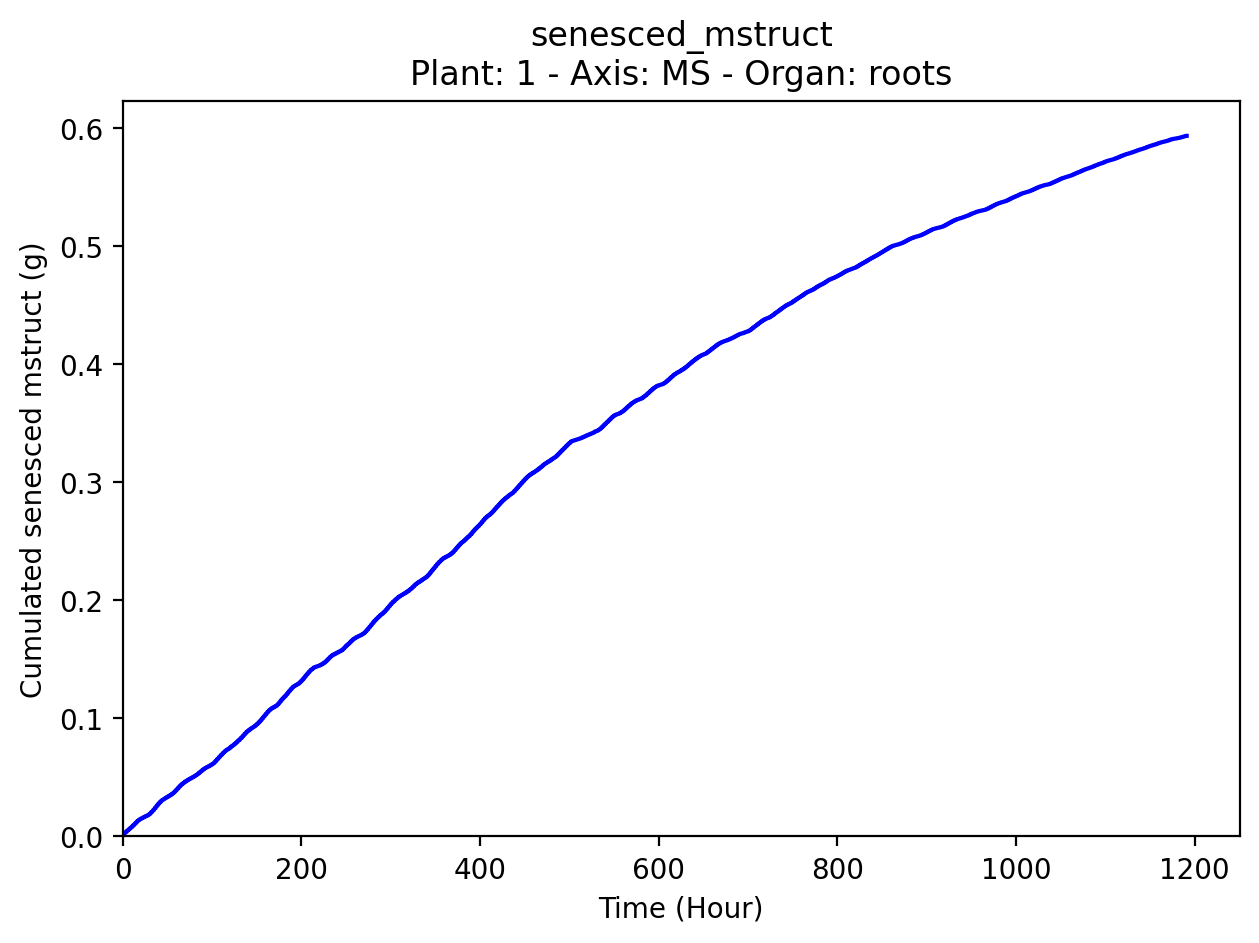 senesced_mstruct
Plant: 1 - Axis: MS - Organ: roots
Cumulated senesced mstruct (g)
0.6
0.5
0.4
0.3
0.2
0.1
0.0
0 200 400 600 800 1000 1200
Time (Hour)